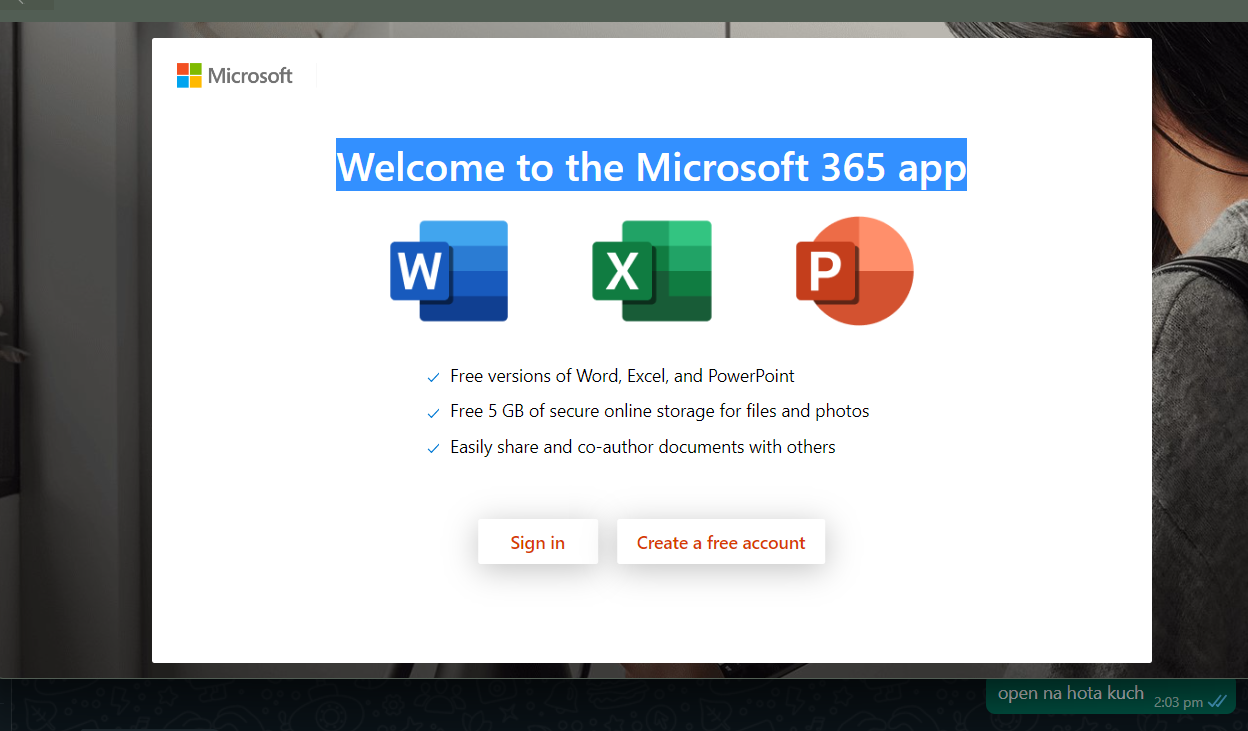 Microsoft
Welcome to the Microsoft 365 app
W
X
P
Free versions of Word, Excel, and PowerPoint
Free 5 GB of secure online storage for files and photos
Easily share and co-author documents with others
Sign in
Create a free account
open na hota kuch
2:03 pm